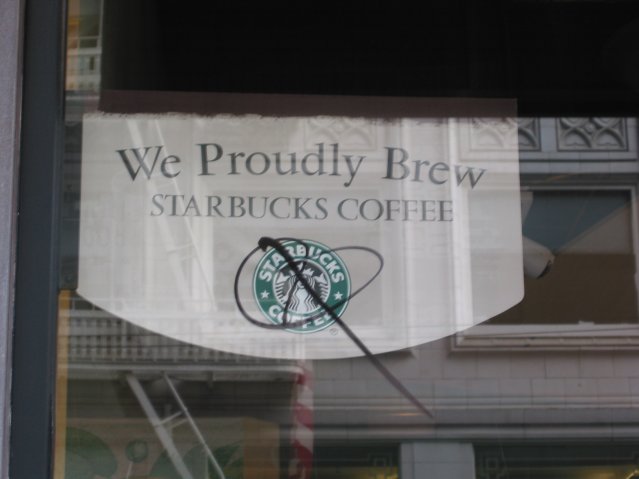 We Proudly Brew
STARBUCKS COFFEE
STARBUCKS
COFFEE
®